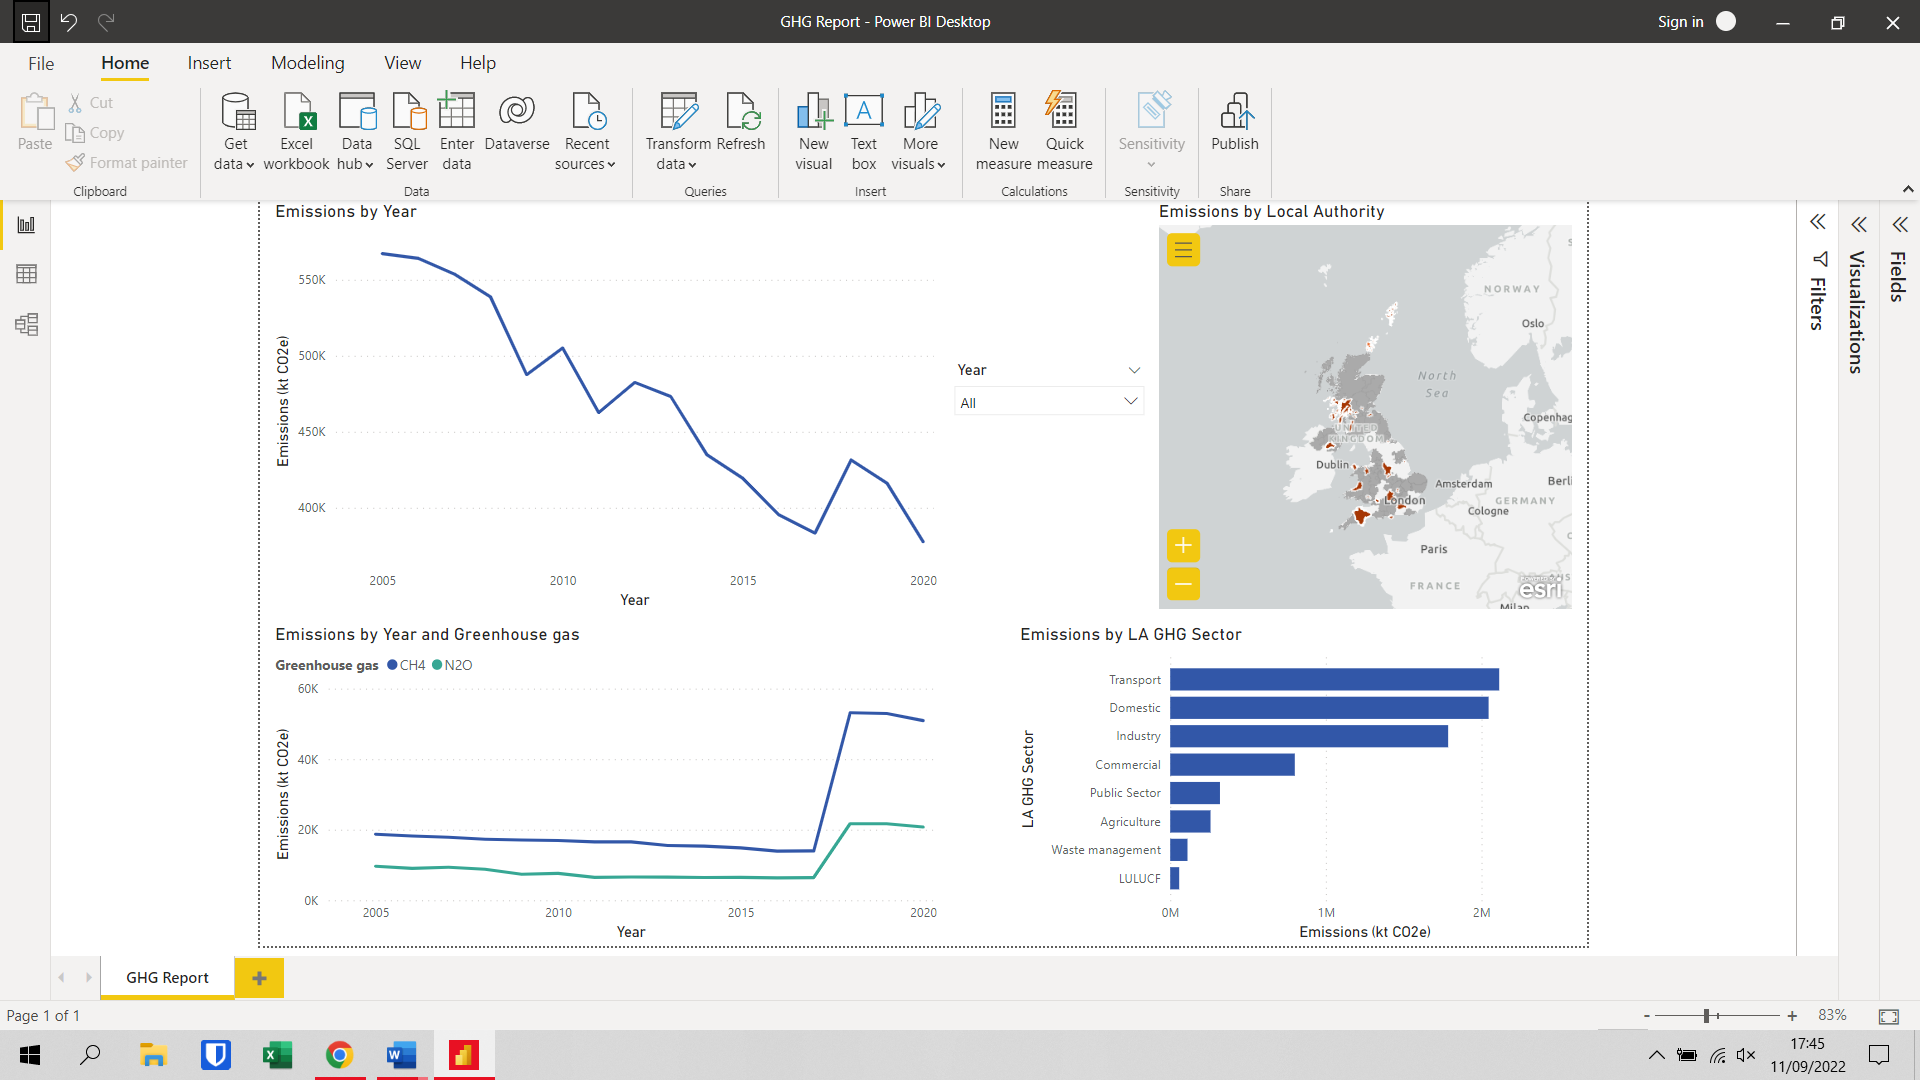 GHG Report - Power BI Desktop
Sign in
File
Home
Insert
Modeling
View
Help
Paste
Cut
Copy
Format painter
Clipboard
Get data
Excel workbook
Data hub
SQL Server
Enter data
Dataverse
Recent sources
Data
Transform data
Refresh
Queries
New visual
Text box
More visuals
Insert
New measure
Quick measure
Calculations
Sensitivity
Sensitivity
Publish
Share
Emissions by Year
Emissions (kt CO2e)
550K
500K
450K
400K
2005
2010
2015
2020
Year
Year
All
Emissions by Local Authority
NORWAY
Oslo
North
Sea
Copenhag
UNITED
KINGDOM
Dublin
Amsterdam
Berl
London
GERMANY
Cologne
Paris
FRANCE
esri
Milan
Filters
Visualizations
Fields
Emissions by Year and Greenhouse gas
Greenhouse gas
CH4
N2O
Emissions (kt CO2e)
60K
40K
20K
0K
2005
2010
2015
2020
Year
Emissions by LA GHG Sector
LA GHG Sector
Transport
Domestic
Industry
Commercial
Public Sector
Agriculture
Waste management
LULUCF
0M
1M
2M
Emissions (kt CO2e)
GHG Report
Page 1 of 1
83%
17:45
11/09/2022